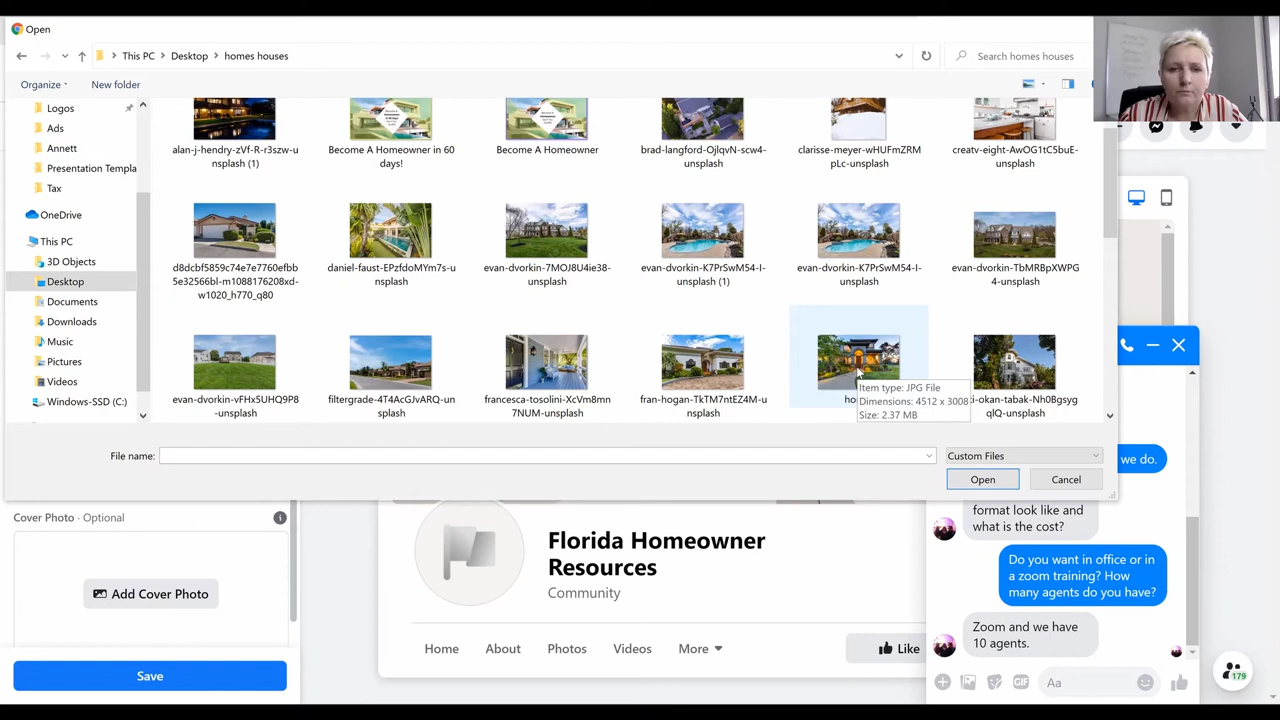 Open
This PC
Desktop
homes houses
Search homes houses
Organize
New folder
Logos
Ads
Annett
Presentation Templa
Tax
OneDrive
This PC
3D Objects
Desktop
Documents
Downloads
Music
Pictures
Videos
Windows-SSD (C:)
alan-j-hendry-zVf-R-r3szw-u
nsplash (1)
Become A Homeowner in 60
days!
Become A Homeowner
brad-langford-OjlqvN-scw4-
unsplash
clarisse-meyer-wHUFmZRM
pLc-unsplash
creatv-eight-AwOG1tC5buE-
unsplash
d8dcbf5859c74e7e7760efbb
5e32566bl-m1088176208xd-
w1020_h770_q80
daniel-faust-EPzfdoMYm7s-u
nsplash
evan-dvorkin-7MOJ8U4ie38-
unsplash
evan-dvorkin-K7PrSwM54-I-
unsplash (1)
evan-dvorkin-K7PrSwM54-I-
unsplash
evan-dvorkin-TbMRBpXWPG
4-unsplash
evan-dvorkin-vFHx5UHQ9P8
-unsplash
filtergrade-4T4AcGJvARQ-un
splash
francesca-tosolini-XcVm8mn
7NUM-unsplash
fran-hogan-TkTM7ntEZ4M-u
nsplash
ho
i-okan-tabak-Nh0Bgsyg
qlQ-unsplash
Item type: JPG File
Dimensions: 4512 x 3008
Size: 2.37 MB
File name:
Custom Files
Open
Cancel
Cover Photo · Optional
Add Cover Photo
Save
Florida Homeowner
Resources
Community
Home
About
Photos
Videos
More
Like
we do.
format look like and
what is the cost?
Do you want in office or in
a zoom training? How
many agents do you have?
Zoom and we have
10 agents.
GIF
Aa
179